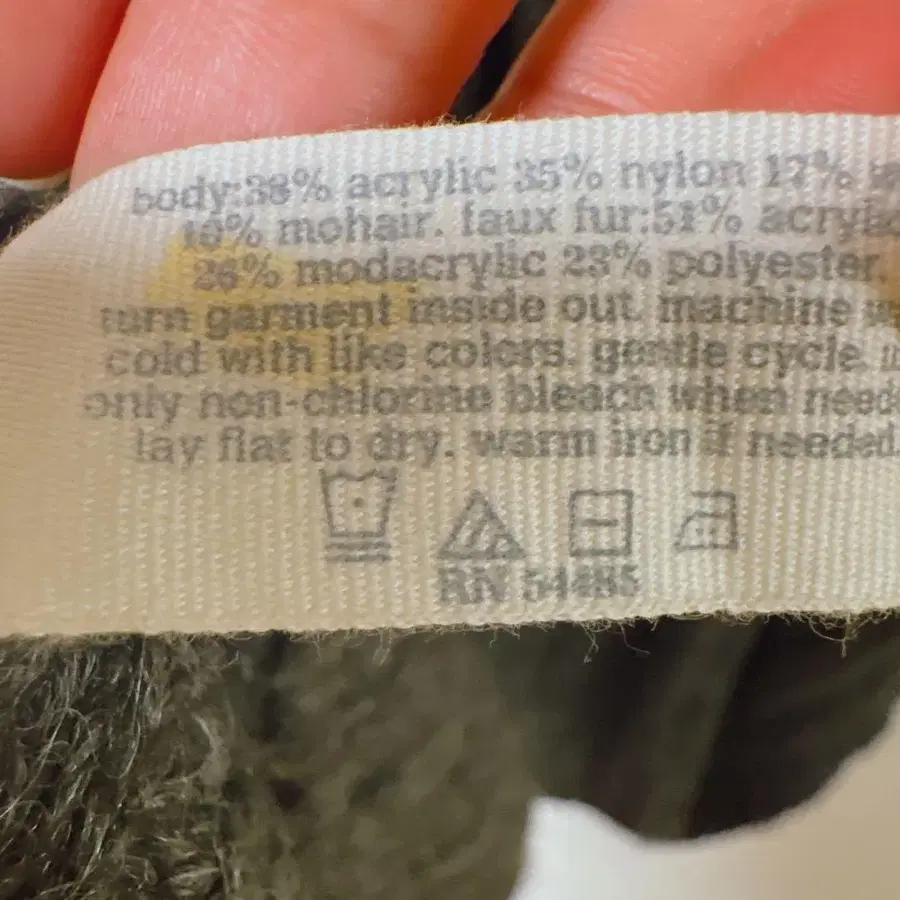 body:38% acrylic 35% nylon 17%
10% mohair. faux fur:51% acrylic
26% modacrylic 23% polyester.
turn garment inside out. machine
cold with like colors. gentle cycle.
only non-chlorine bleach when
lay flat to dry. warm iron if needed.
RN 54485